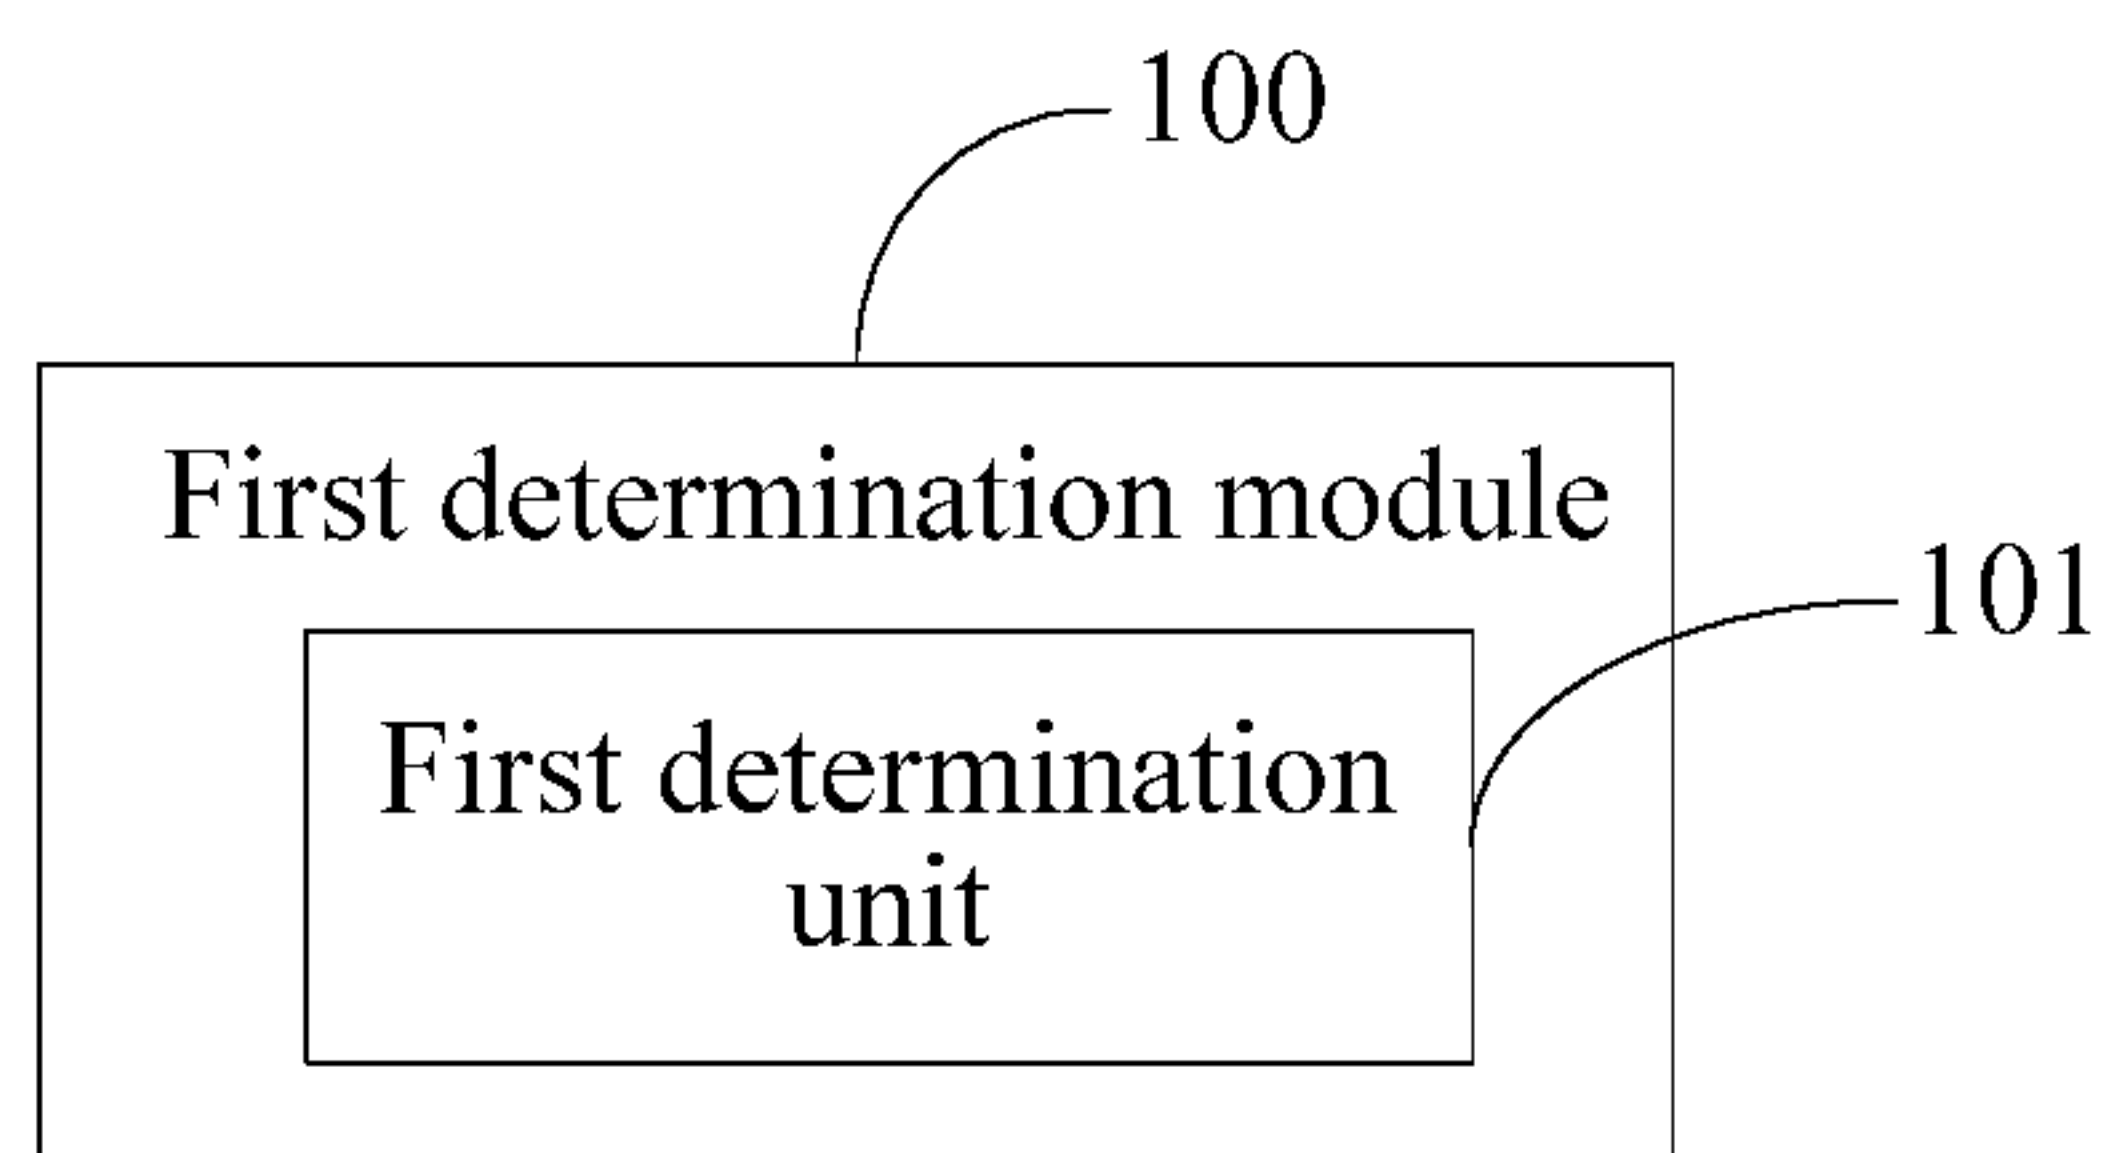 100
First determination module
101
First determination
unit